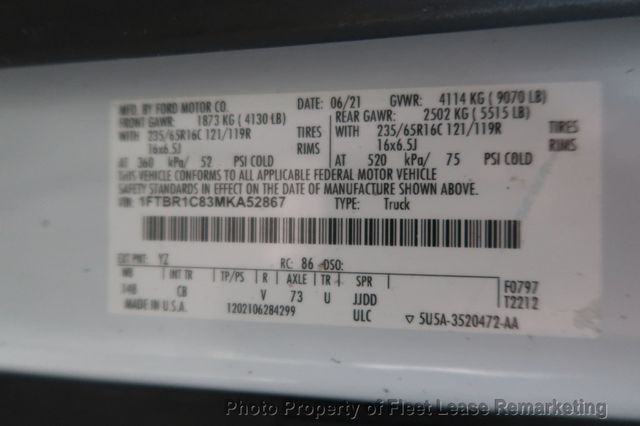 MFD. BY FORD MOTOR CO. DATE: 06/21 GVWR: 4114 KG ( 9070 LB)
FRONT GAWR: 1873 KG ( 4130 LB) REAR GAWR: 2502 KG ( 5515 LB)
WITH 235/65R16C 121/119R TIRES WITH 235/65R16C 121/119R TIRES
16x6.5J RIMS 16x6.5J RIMS
AT 360 kPa/ 52 PSI COLD AT 520 kPa/ 75 PSI COLD
THIS VEHICLE CONFORMS TO ALL APPLICABLE FEDERAL MOTOR VEHICLE
SAFETY STANDARDS IN EFFECT ON THE DATE OF MANUFACTURE SHOWN ABOVE.
VIN: 1FTBR1C83MKA52867 TYPE: Truck
EXT PNT: YZ RC: 86 DSO:
WB INT TR TP/PS R AXLE TR SPR F0797
148 CB V 73 U JJDD T2212
MADE IN U.S.A. 1202106284299 ULC ▽ 5U5A-3520472-AA
Photo Property of Fleet Lease Remarketing